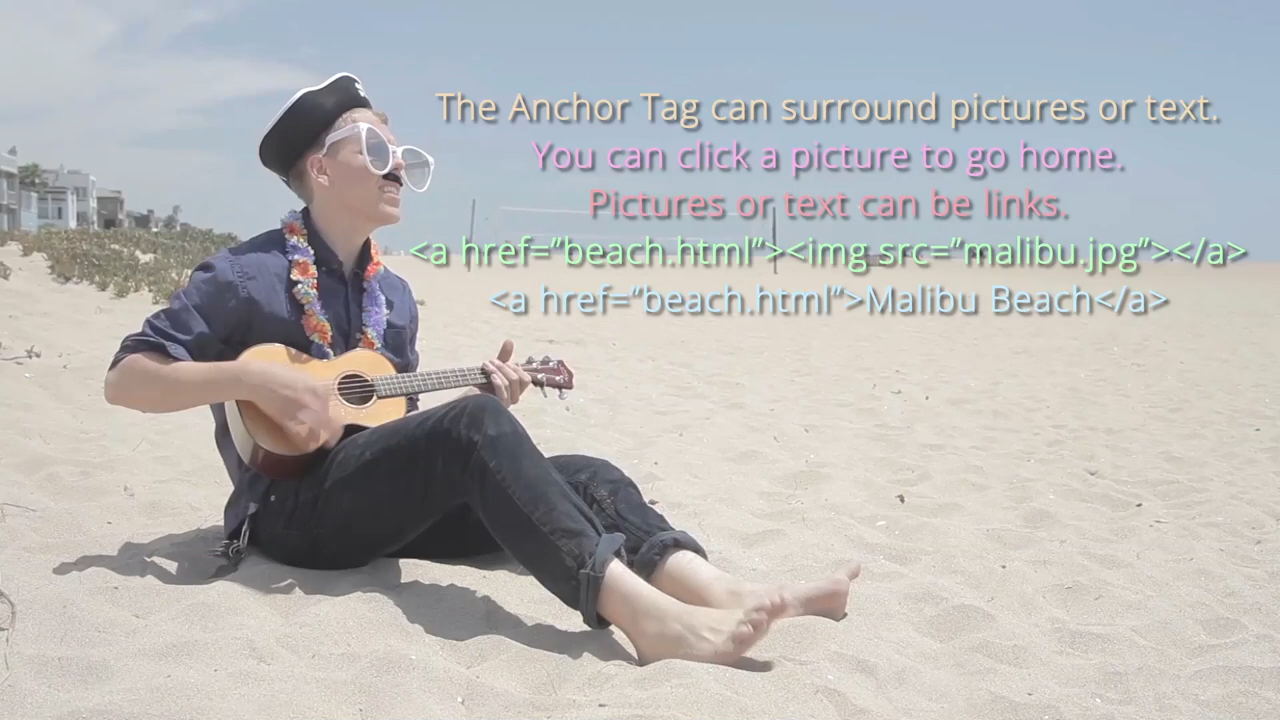 The Anchor Tag can surround pictures or text.
You can click a picture to go home.
Pictures or text can be links.
<a href=”beach.html”><img src=”malibu.jpg”></a>
<a href=“beach.html”>Malibu Beach</a>